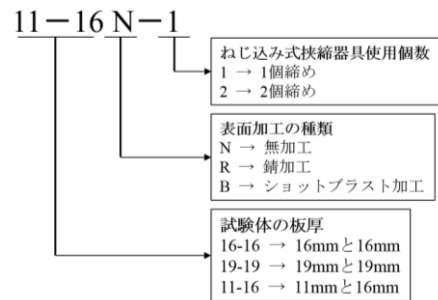 11－16 N－1
ねじ込み式挟締器具使用個数
1 → 1個締め
2 → 2個締め
表面加工の種類
N → 無加工
R → 錆加工
B → ショットブラスト加工
試験体の板厚
16-16 → 16mmと16mm
19-19 → 19mmと19mm
11-16 → 11mmと16mm